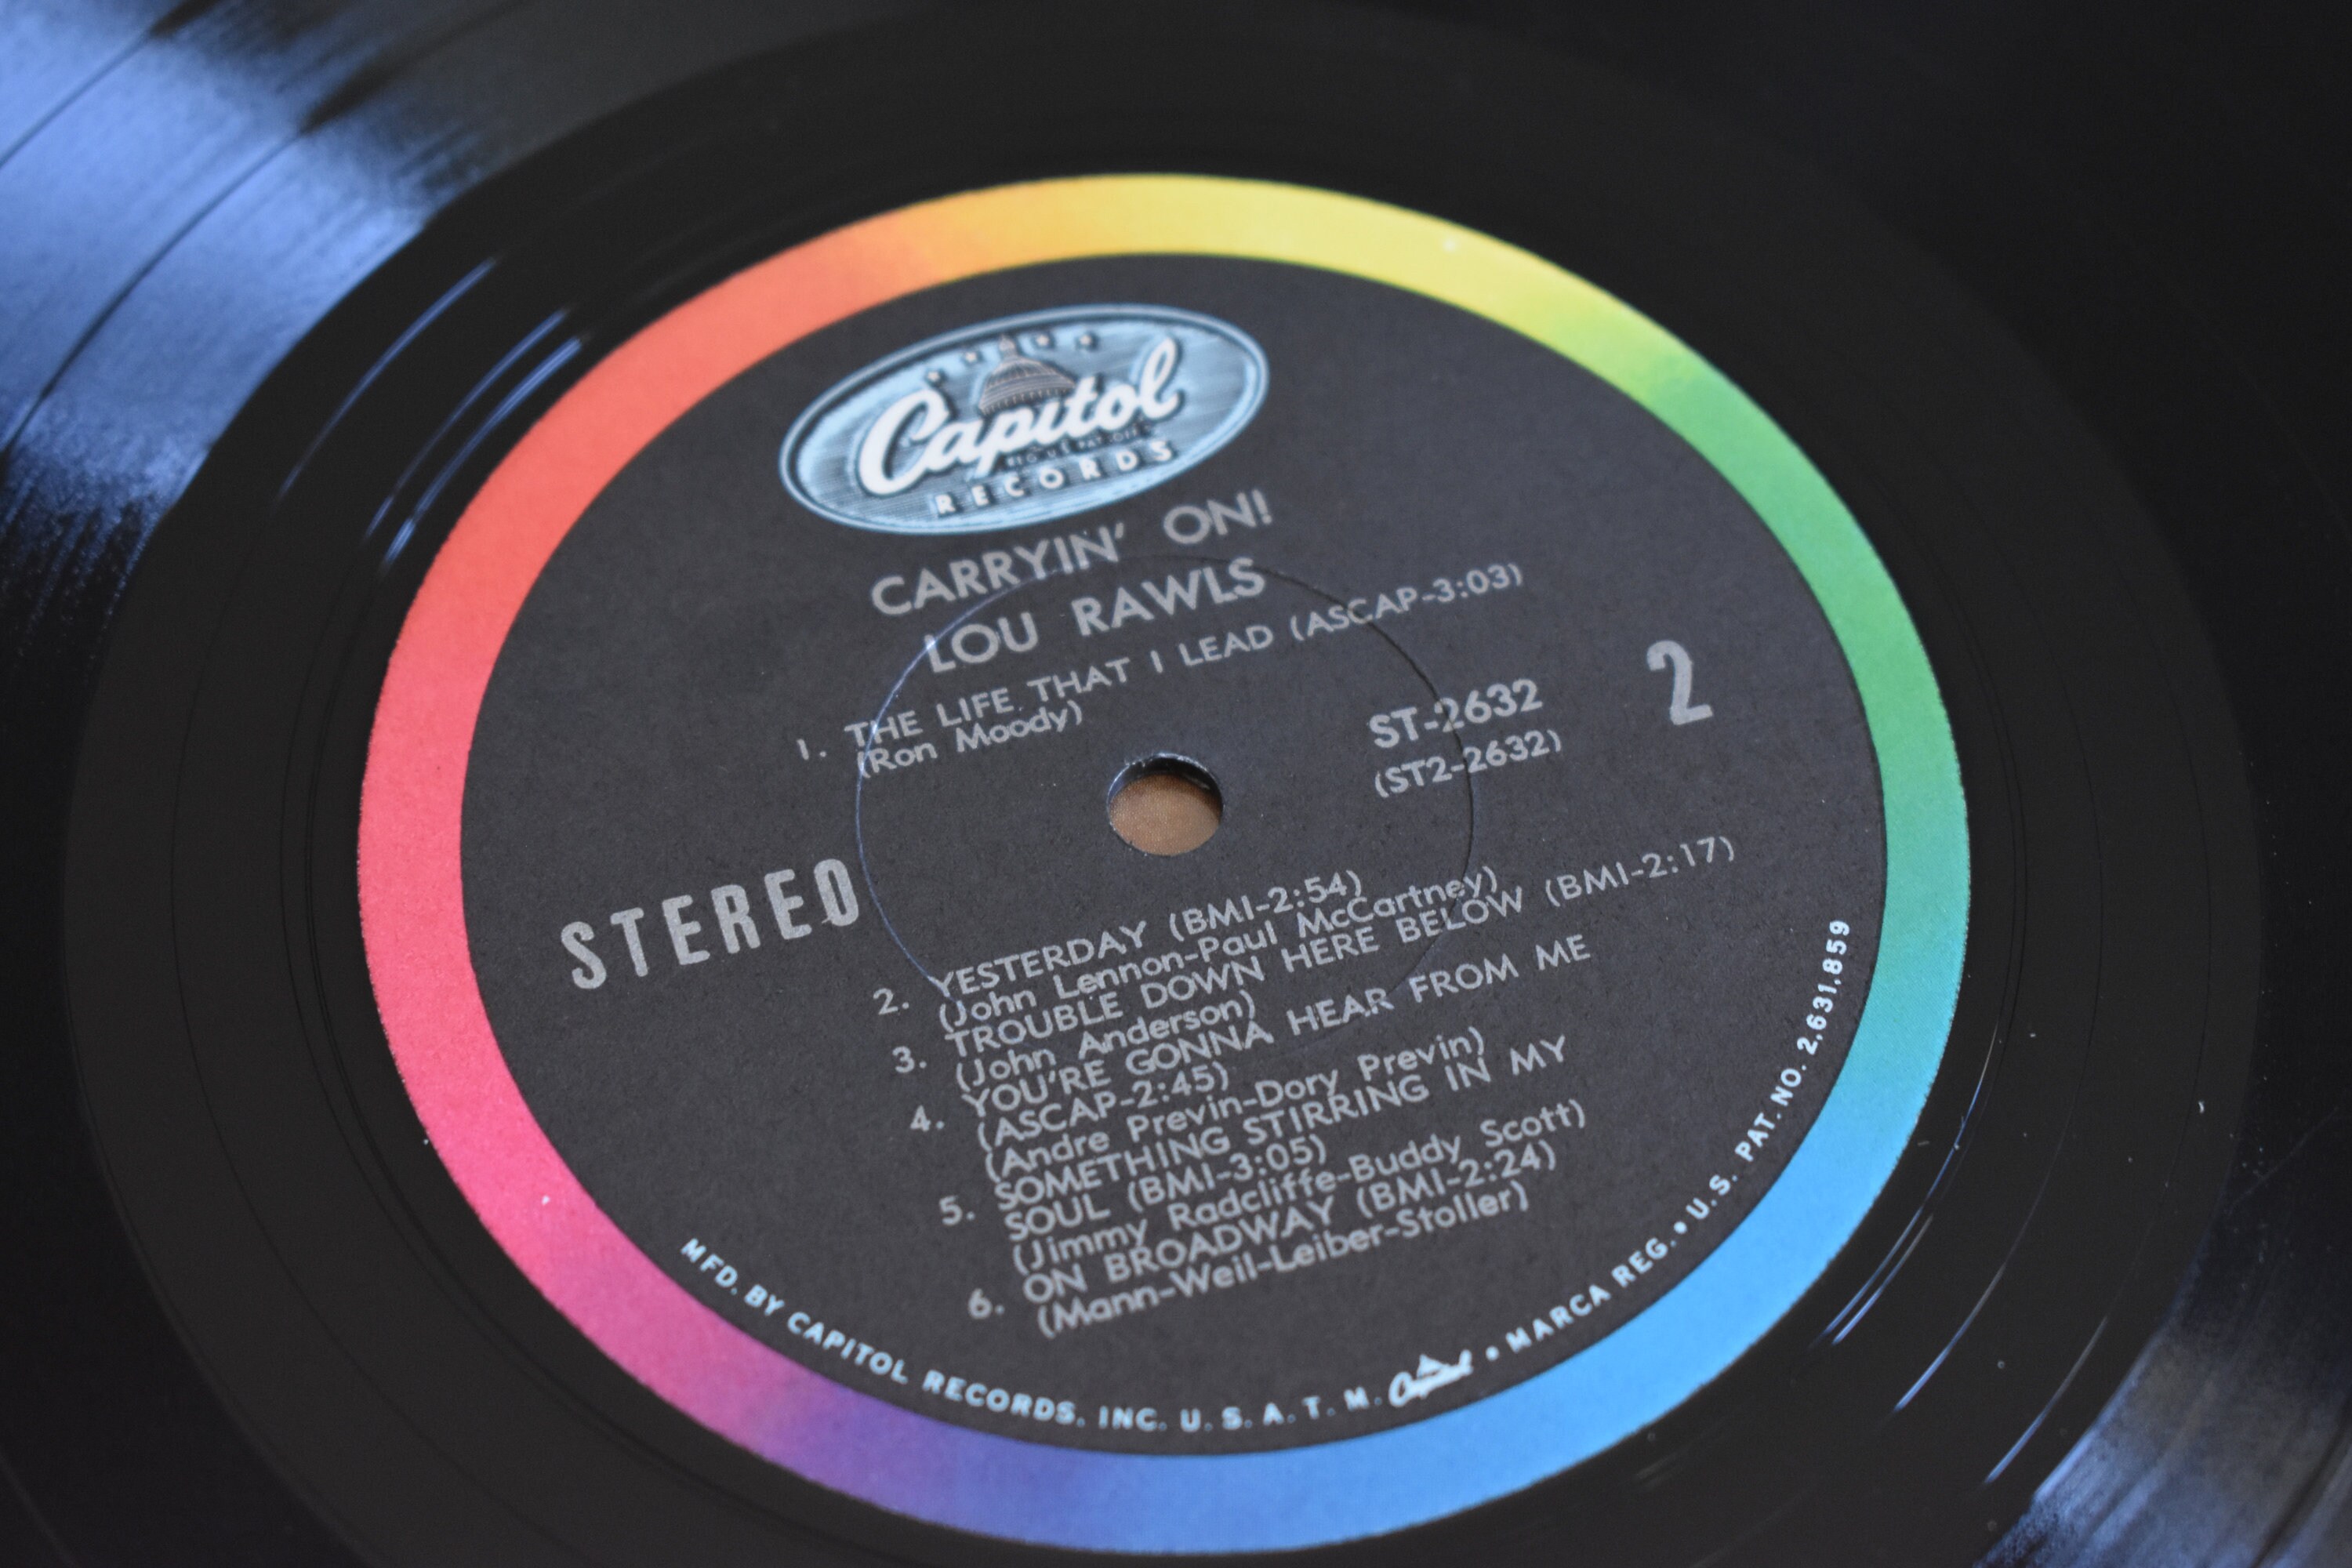 Capitol
REG. U.S. PAT. OFF.
RECORDS
CARRYIN' ON!
LOU RAWLS
1. THE LIFE THAT I LEAD (ASCAP-3:03)
(Ron Moody)
ST-2632
(ST2-2632)
2
STEREO
2. YESTERDAY (BMI-2:54)
(John Lennon-Paul McCartney)
3. TROUBLE DOWN HERE BELOW (BMI-2:17)
(John Anderson)
4. YOU'RE GONNA HEAR FROM ME
(ASCAP-2:45)
(Andre Previn-Dory Previn)
5. SOMETHING STIRRING IN MY
SOUL (BMI-3:05)
(Jimmy Radcliffe-Buddy Scott)
6. ON BROADWAY (BMI-2:24)
(Mann-Weil-Leiber-Stoller)
MFD. BY CAPITOL RECORDS, INC. U. S. A. T. M. Capitol • MARCA REG. • U.S. PAT. NO. 2,631,859